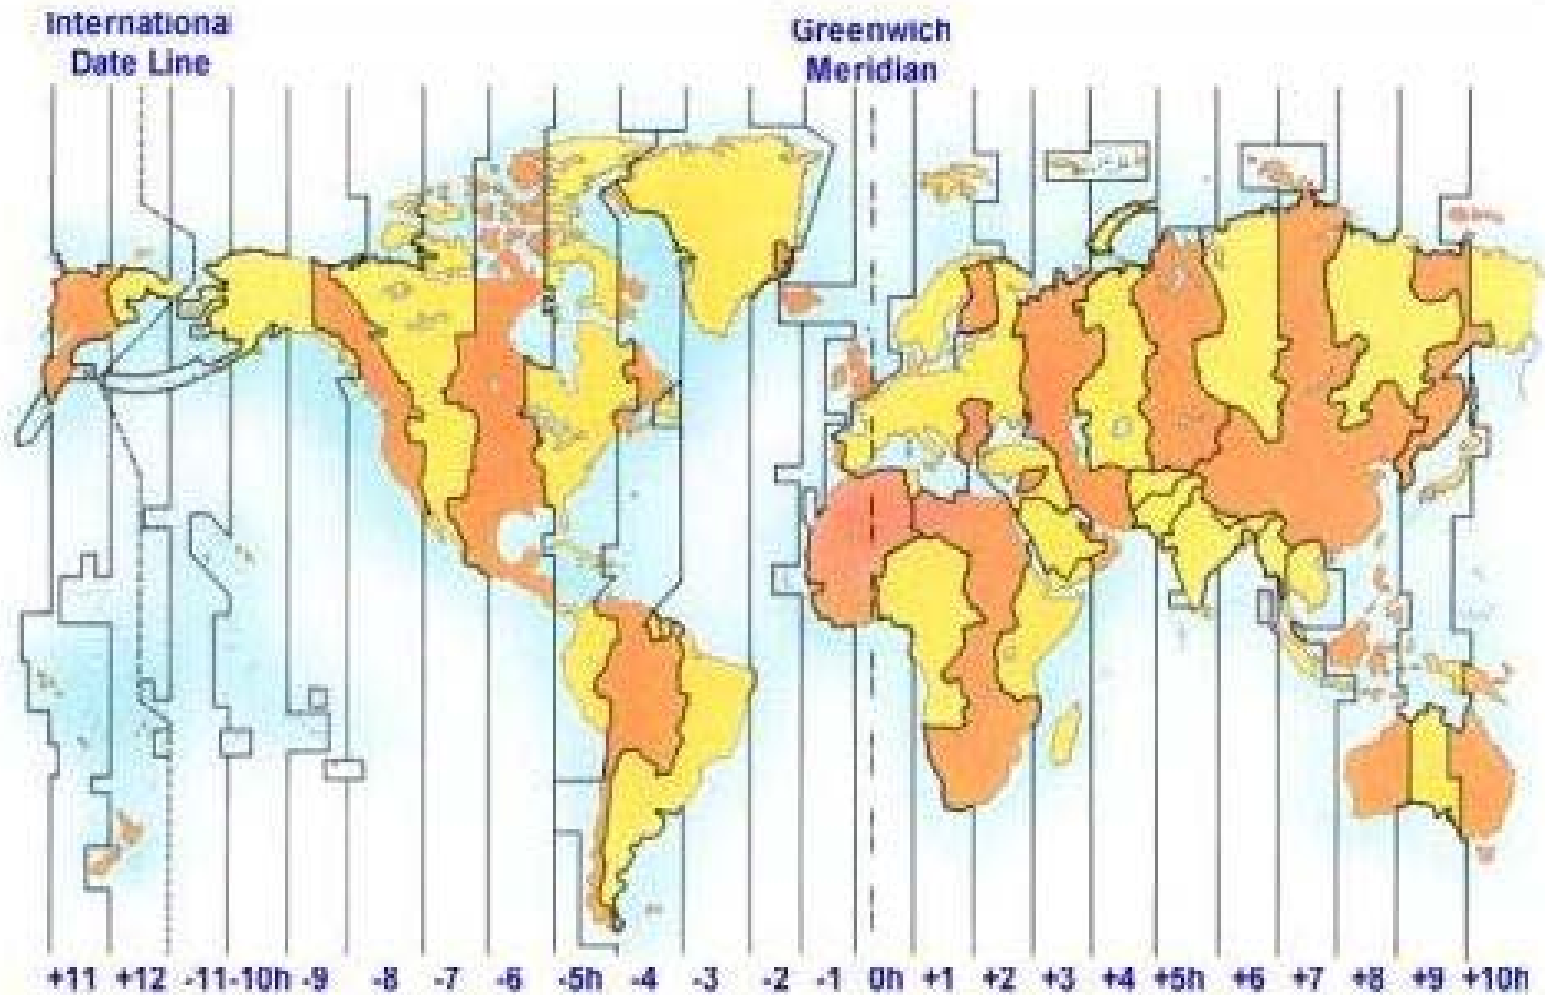 Internationa
Date Line
Greenwich
Meridian
+11 +12 -11 -10h -9 -8 -7 -6 -5h -4 -3 -2 -1 0h +1 +2 +3 +4 +5h +6 +7 +8 +9 +10h